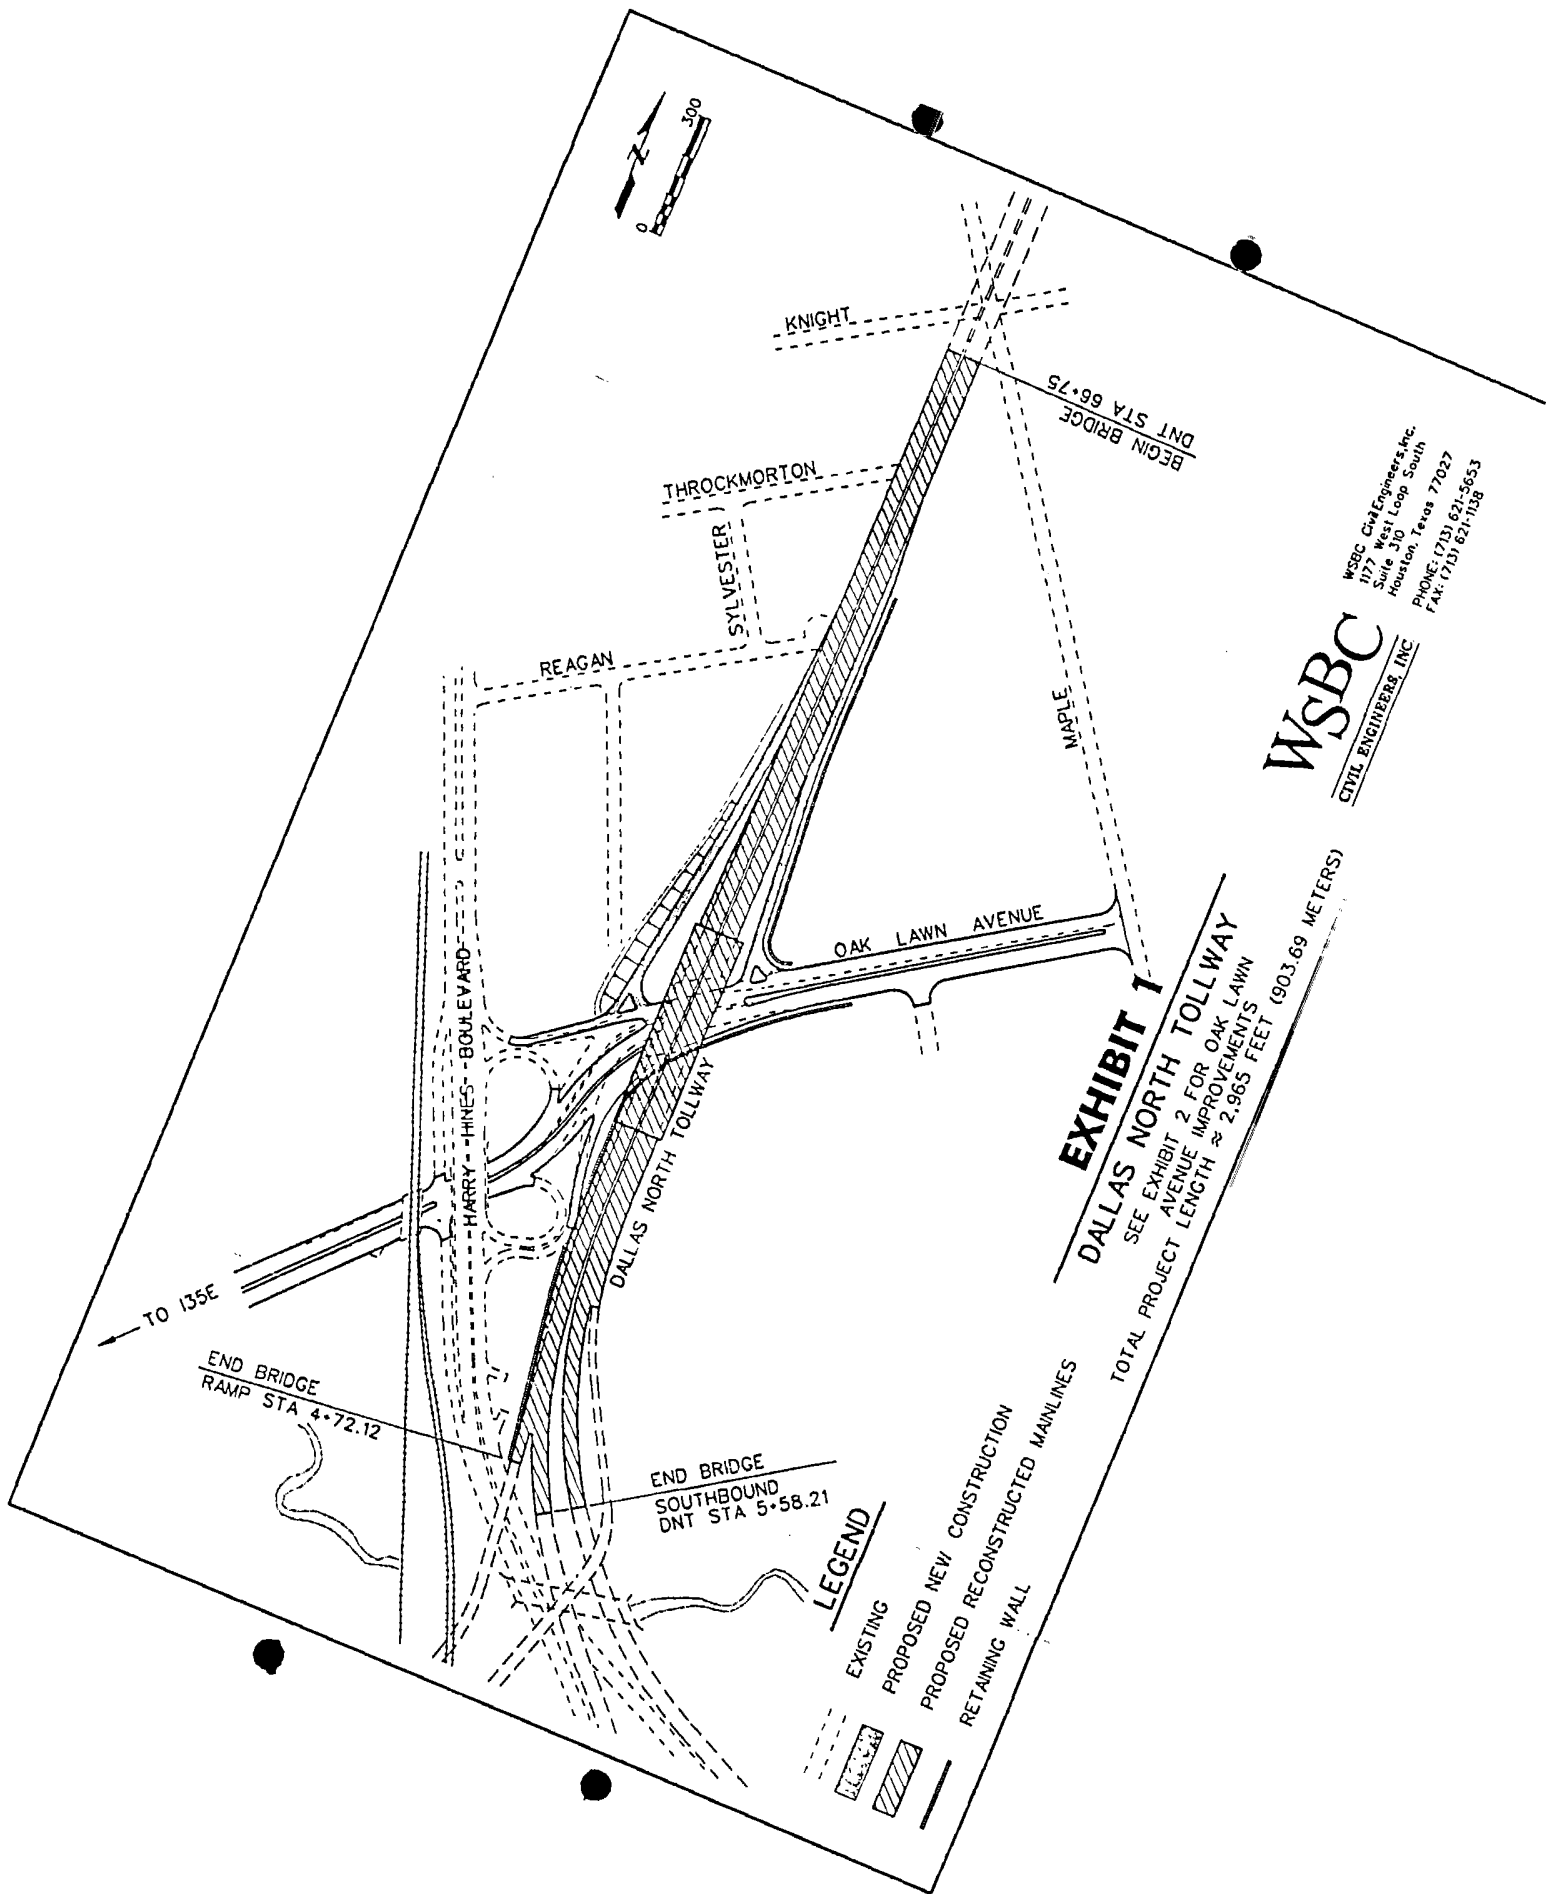 N
0 300
KNIGHT
THROCKMORTON
SYLVESTER
REAGAN
BEGIN BRIDGE
DNT STA 66+75
MAPLE
HARRY HINES BOULEVARD
OAK LAWN AVENUE
DALLAS NORTH TOLLWAY
TO I35E
END BRIDGE
RAMP STA 4+72.12
END BRIDGE
SOUTHBOUND
DNT STA 5+58.21
LEGEND
EXISTING
PROPOSED NEW CONSTRUCTION
PROPOSED RECONSTRUCTED MAINLINES
RETAINING WALL
EXHIBIT 1
DALLAS NORTH TOLLWAY
SEE EXHIBIT 2 FOR OAK LAWN
AVENUE IMPROVEMENTS
TOTAL PROJECT LENGTH ≈ 2,965 FEET (903.69 METERS)
WSBC
CIVIL ENGINEERS, INC
WSBC Civil Engineers,Inc.
1177 West Loop South
Suite 310
Houston, Texas 77027
PHONE: (713) 621-5653
FAX: (713) 621-1138